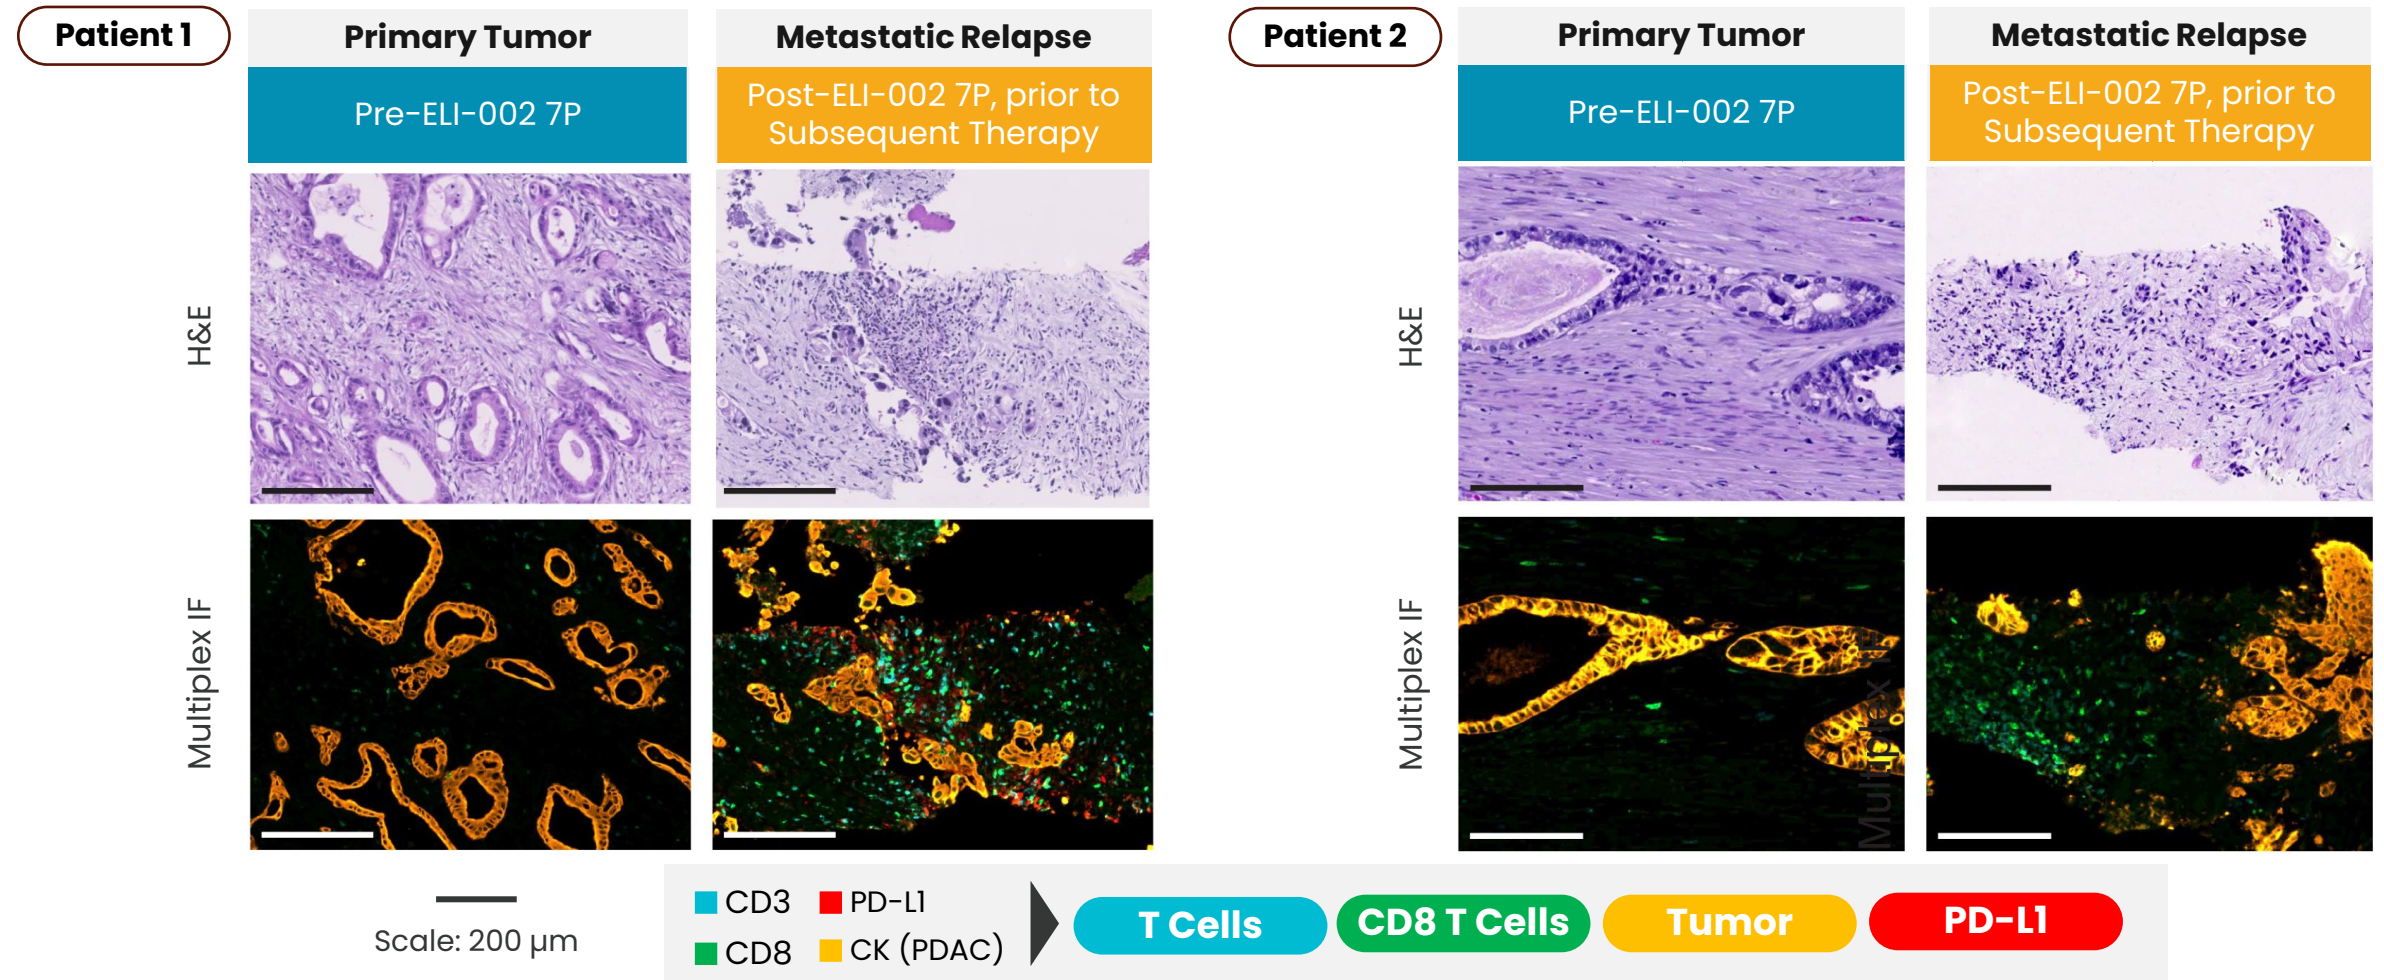 Patient 1
Primary Tumor
Metastatic Relapse
Pre-ELI-002 7P
Post-ELI-002 7P, prior to
Subsequent Therapy
H&E
Multiplex IF
Patient 2
Primary Tumor
Metastatic Relapse
Pre-ELI-002 7P
Post-ELI-002 7P, prior to
Subsequent Therapy
H&E
Multiplex IF
Multiplex IF
Scale: 200 µm
CD3
PD-L1
CD8
CK (PDAC)
T Cells
CD8 T Cells
Tumor
PD-L1